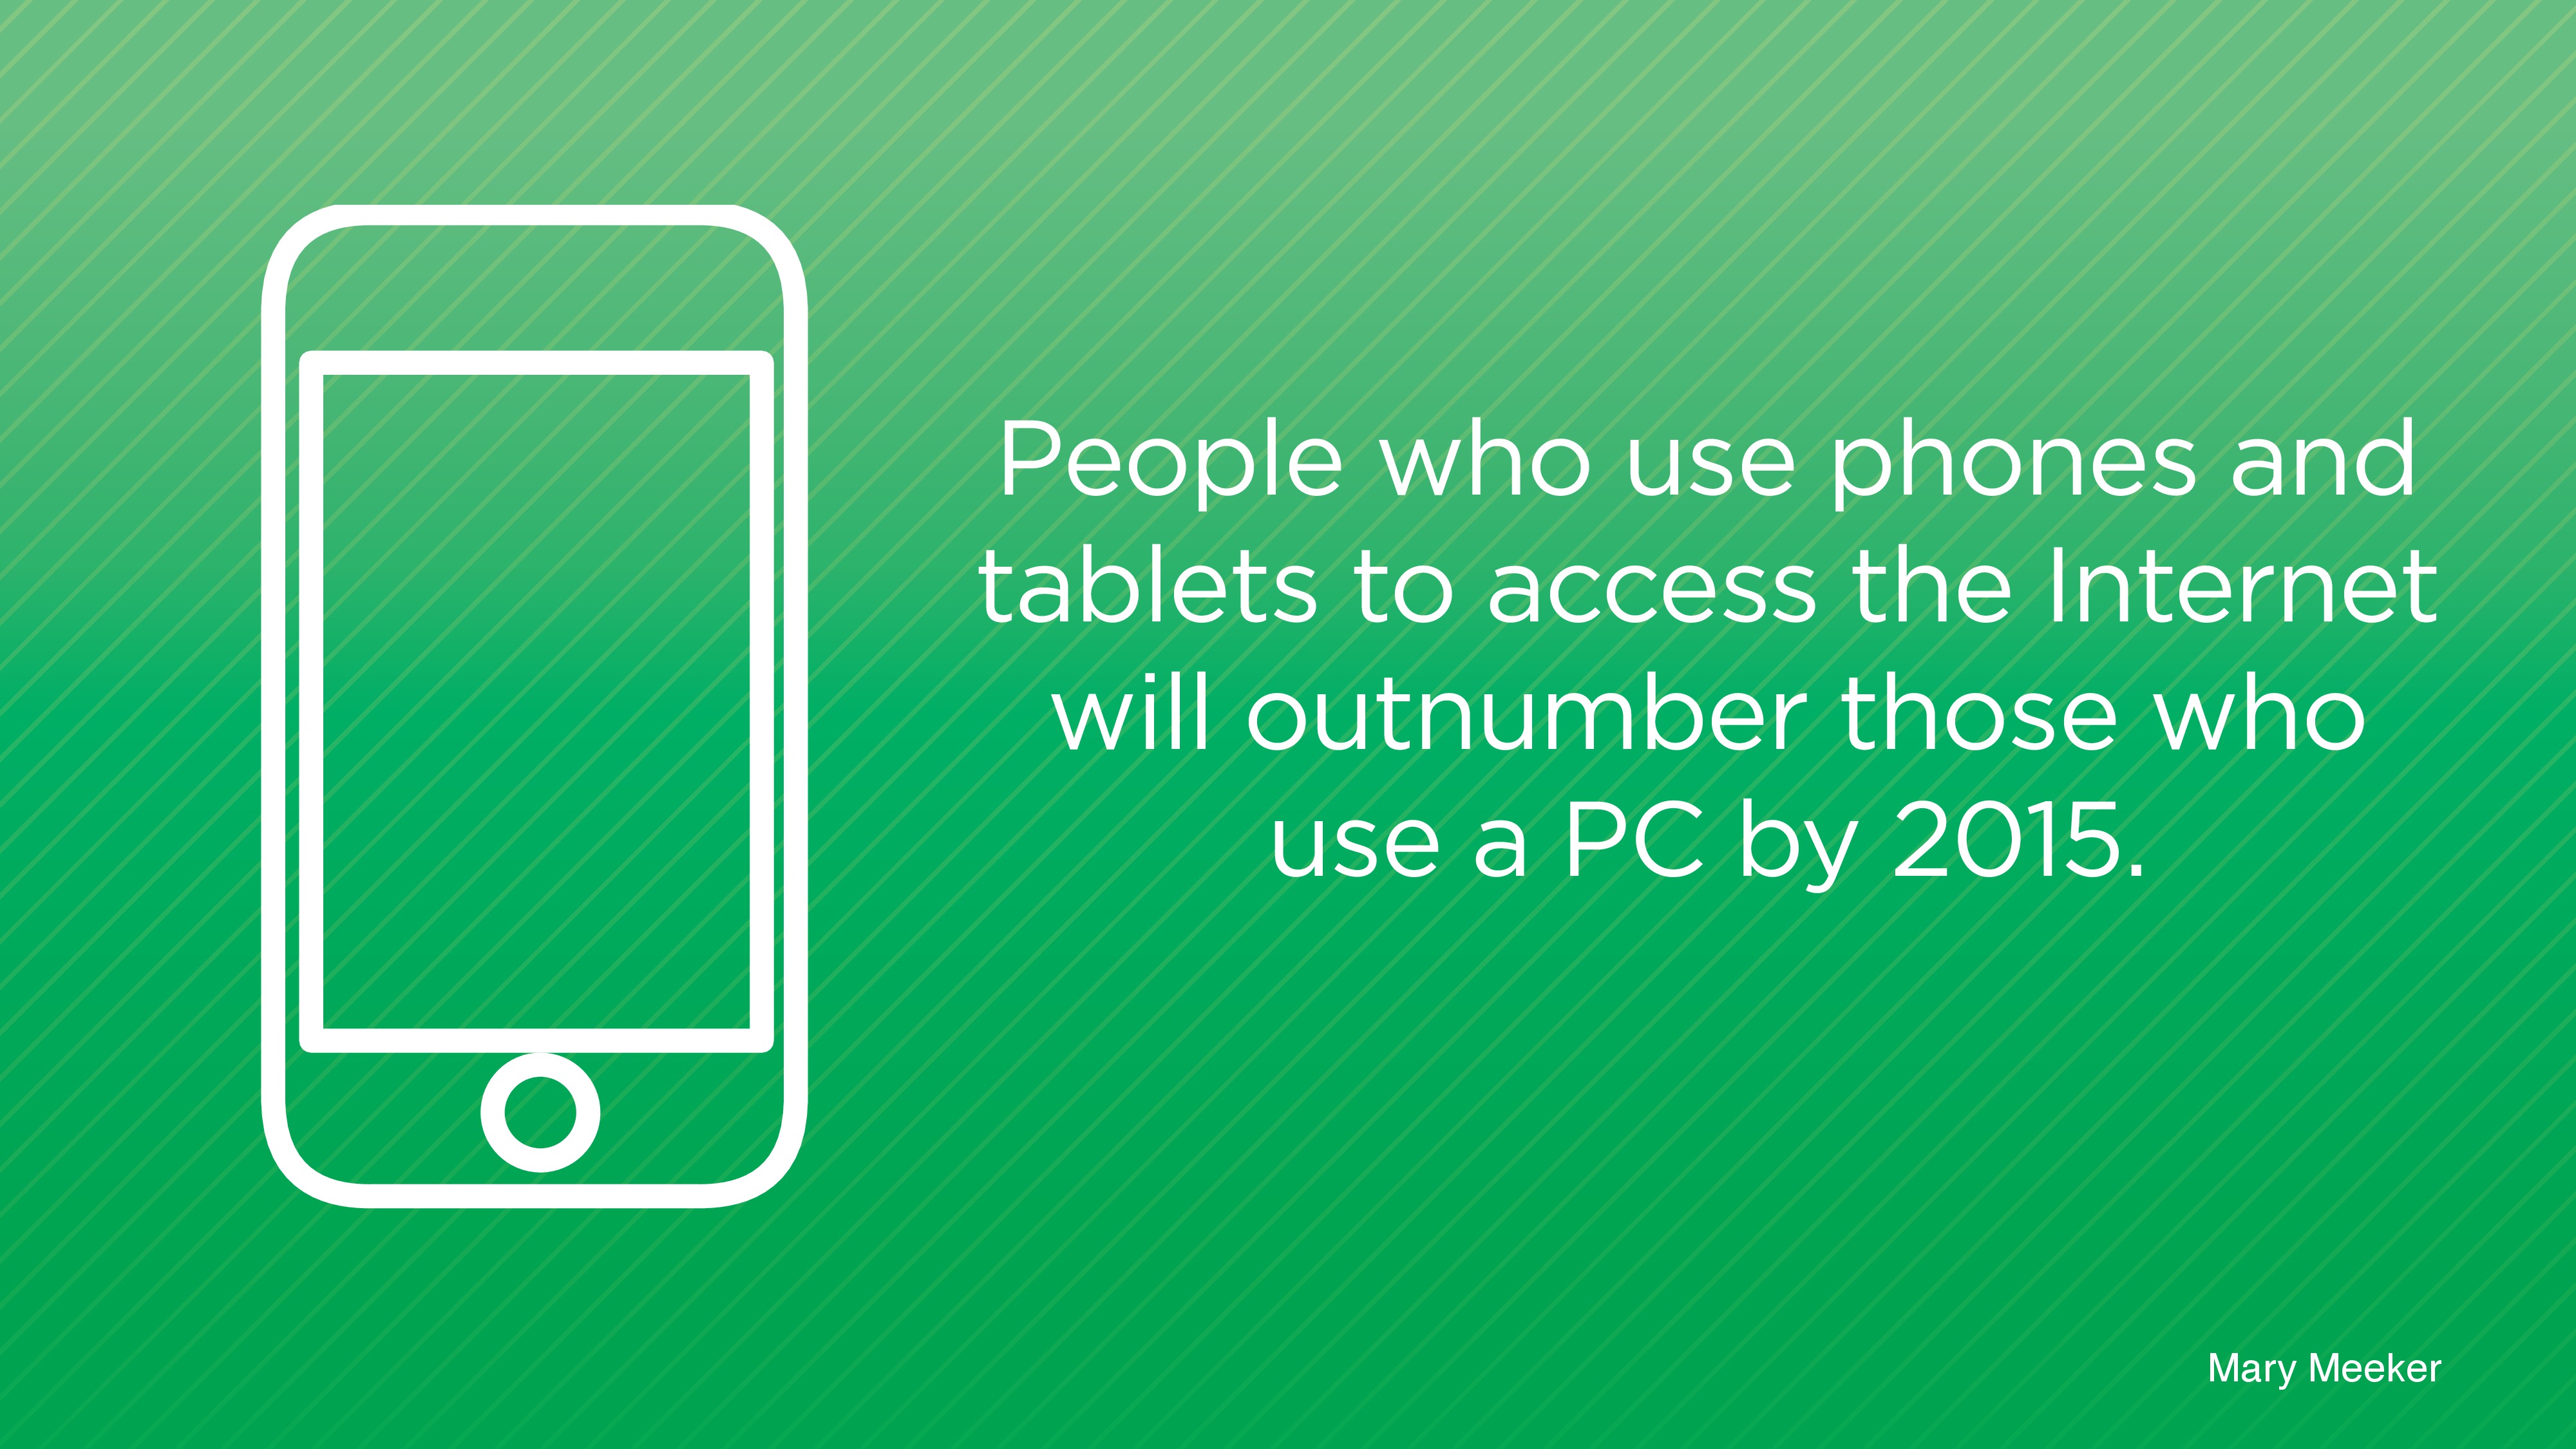 People who use phones and
tablets to access the Internet
will outnumber those who
use a PC by 2015.
Mary Meeker